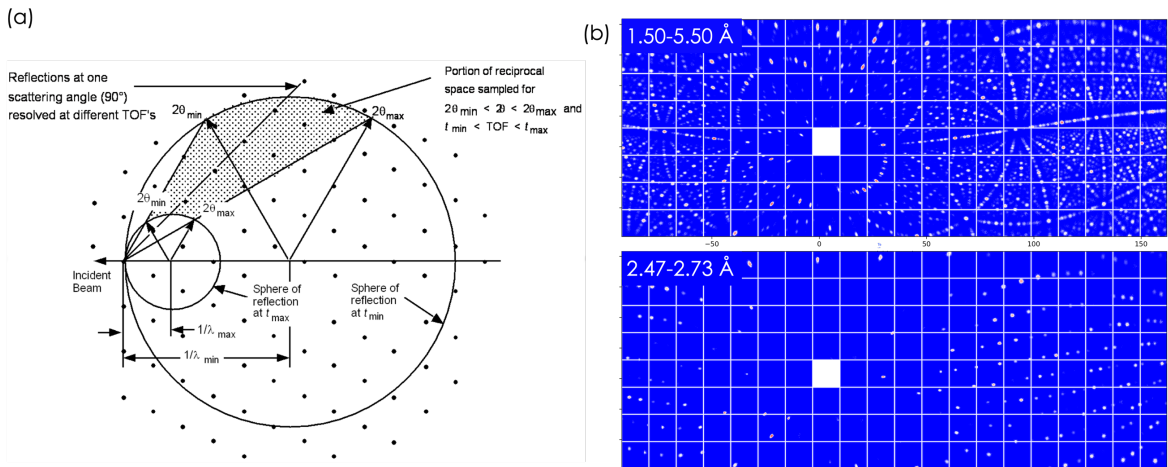 (a)
Reflections at one
scattering angle (90°)
resolved at different TOF's
2θmin
2θmax
Portion of reciprocal
space sampled for
2θmin < 2θ < 2θmax and
tmin < TOF < tmax
2θmin
2θmax
Incident
Beam
Sphere of
reflection
at tmax
Sphere of
reflection
at tmin
1/λ max
1/λ min
(b)
1.50-5.50 Å
−50 0 50 100 150
2.47-2.73 Å